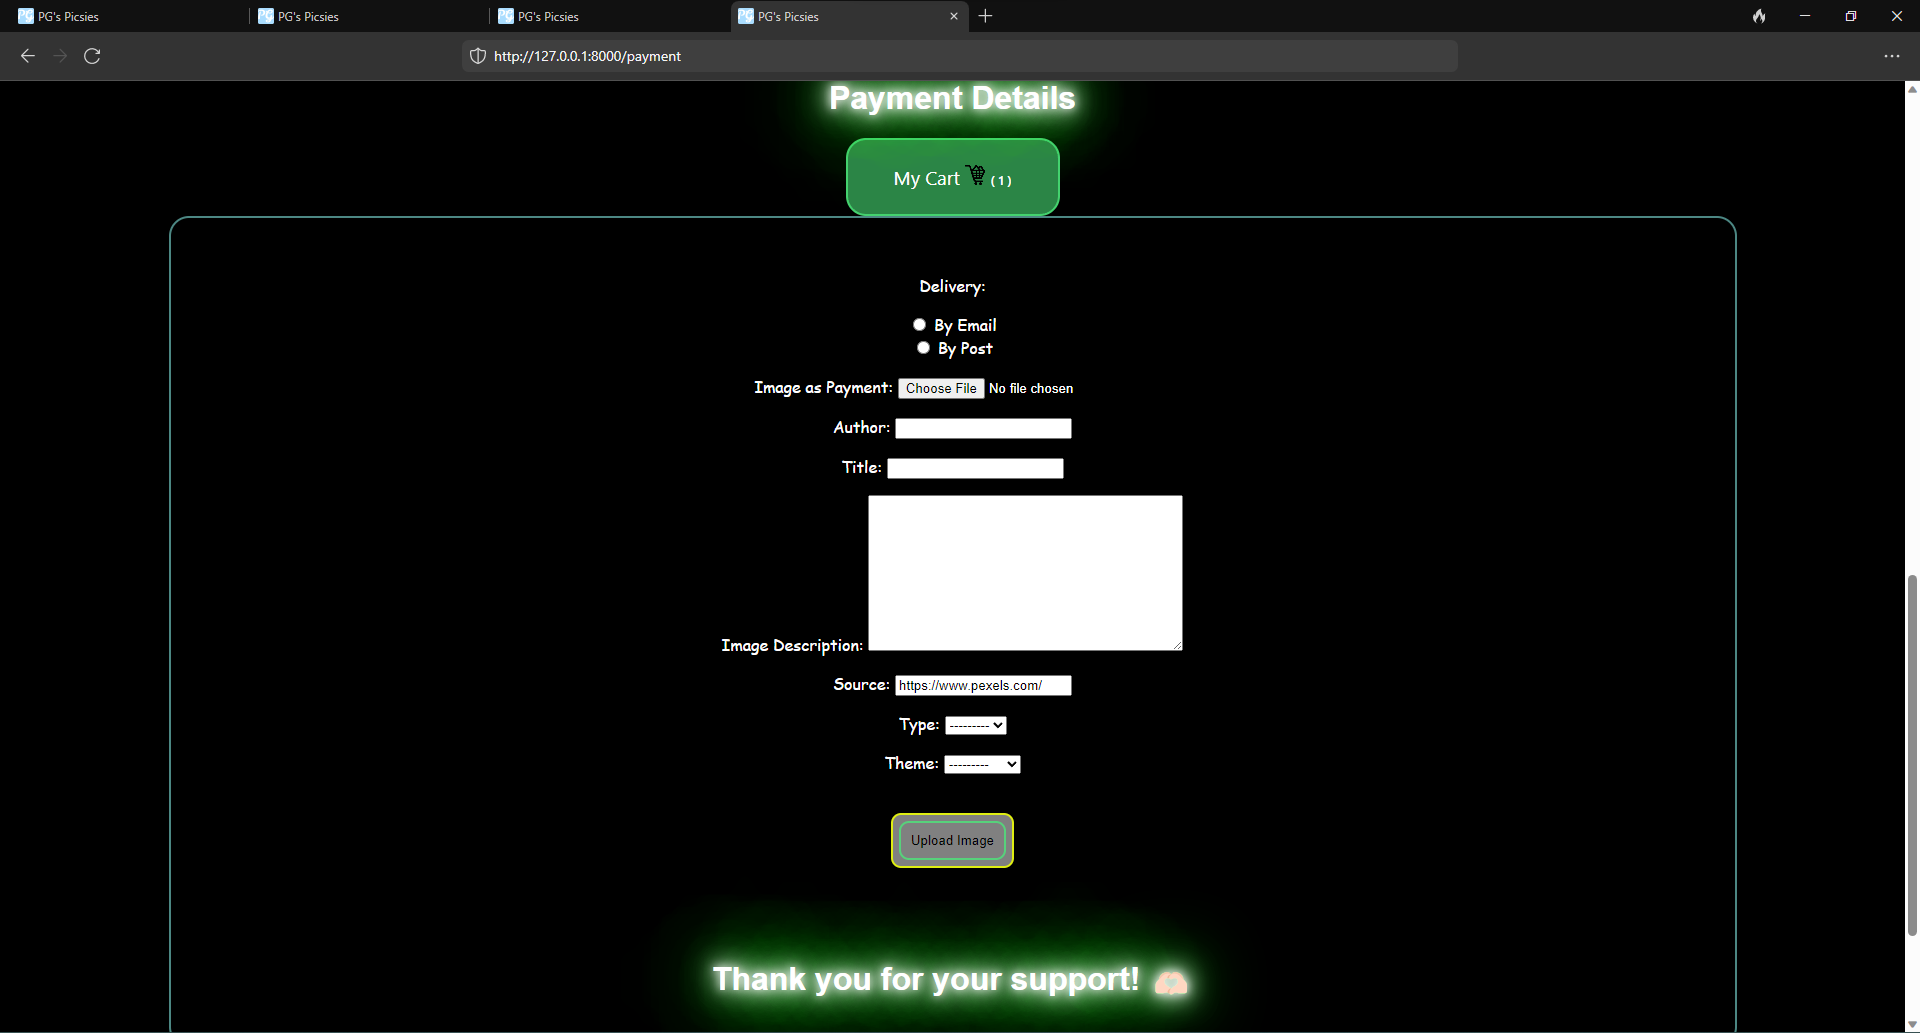 PG's Picsies
PG's Picsies
PG's Picsies
PG's Picsies
http://127.0.0.1:8000/payment
Payment Details
My Cart ( 1 )
Delivery:
By Email
By Post
Image as Payment: Choose File No file chosen
Author:
Title:
Image Description:
Source: https://www.pexels.com/
Type: ---------
Theme: ---------
Upload Image
Thank you for your support! 🫶🏻